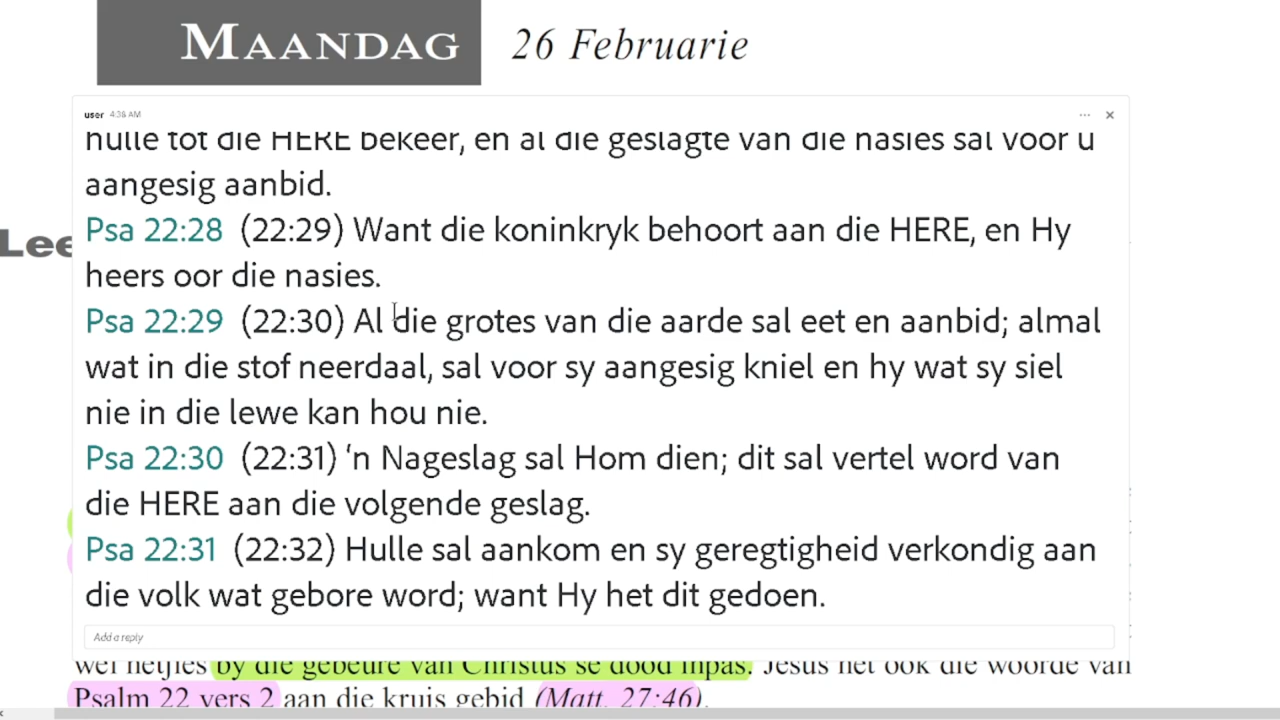 MAANDAG 26 Februarie
user 4:36 AM
hulle tot die HERE bekeer, en al die geslagte van die nasies sal voor u
aangesig aanbid.
Psa 22:28 (22:29) Want die koninkryk behoort aan die HERE, en Hy
Lee
heers oor die nasies.
Psa 22:29 (22:30) Al die grotes van die aarde sal eet en aanbid; almal
wat in die stof neerdaal, sal voor sy aangesig kniel en hy wat sy siel
nie in die lewe kan hou nie.
Psa 22:30 (22:31) ‘n Nageslag sal Hom dien; dit sal vertel word van
die HERE aan die volgende geslag.
Psa 22:31 (22:32) Hulle sal aankom en sy geregtigheid verkondig aan
die volk wat gebore word; want Hy het dit gedoen.
Add a reply
by die gebeure van Christus se dood inpas. Jesus het ook die woorde van
Psalm 22 vers 2 aan die kruis gebid (Matt. 27:46).